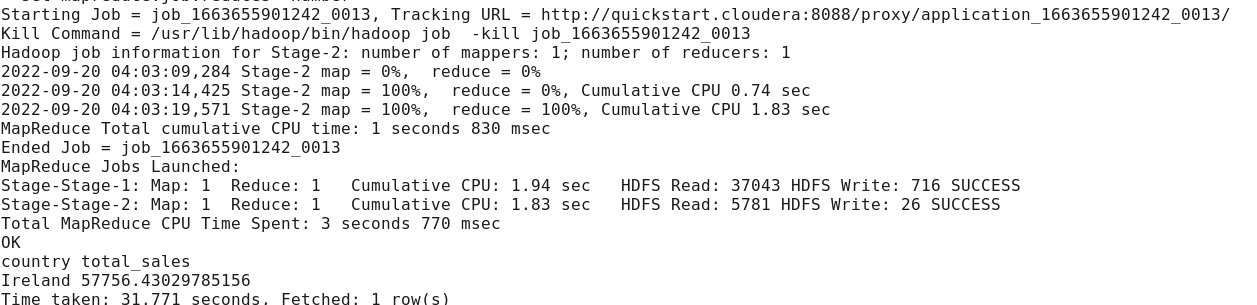 Starting Job = job_1663655901242_0013, Tracking URL = http://quickstart.cloudera:8088/proxy/application_1663655901242_0013/
Kill Command = /usr/lib/hadoop/bin/hadoop job  -kill job_1663655901242_0013
Hadoop job information for Stage-2: number of mappers: 1; number of reducers: 1
2022-09-20 04:03:09,284 Stage-2 map = 0%,  reduce = 0%
2022-09-20 04:03:14,425 Stage-2 map = 100%,  reduce = 0%, Cumulative CPU 0.74 sec
2022-09-20 04:03:19,571 Stage-2 map = 100%,  reduce = 100%, Cumulative CPU 1.83 sec
MapReduce Total cumulative CPU time: 1 seconds 830 msec
Ended Job = job_1663655901242_0013
MapReduce Jobs Launched:
Stage-Stage-1: Map: 1  Reduce: 1   Cumulative CPU: 1.94 sec   HDFS Read: 37043 HDFS Write: 716 SUCCESS
Stage-Stage-2: Map: 1  Reduce: 1   Cumulative CPU: 1.83 sec   HDFS Read: 5781 HDFS Write: 26 SUCCESS
Total MapReduce CPU Time Spent: 3 seconds 770 msec
OK
country total_sales
Ireland 57756.43029785156
Time taken: 31.771 seconds, Fetched: 1 row(s)